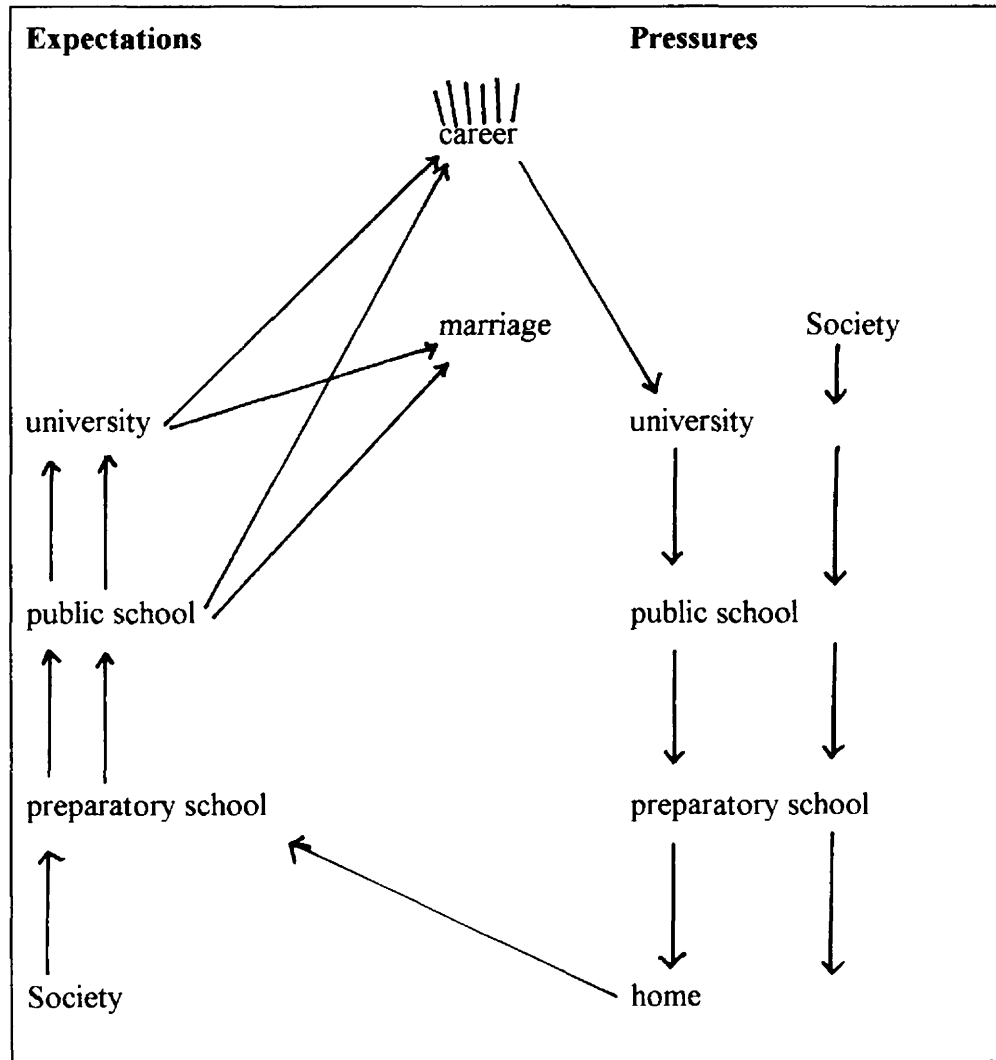 Expectations
Pressures
career
marriage
Society
university
university
public school
public school
preparatory school
preparatory school
Society
home